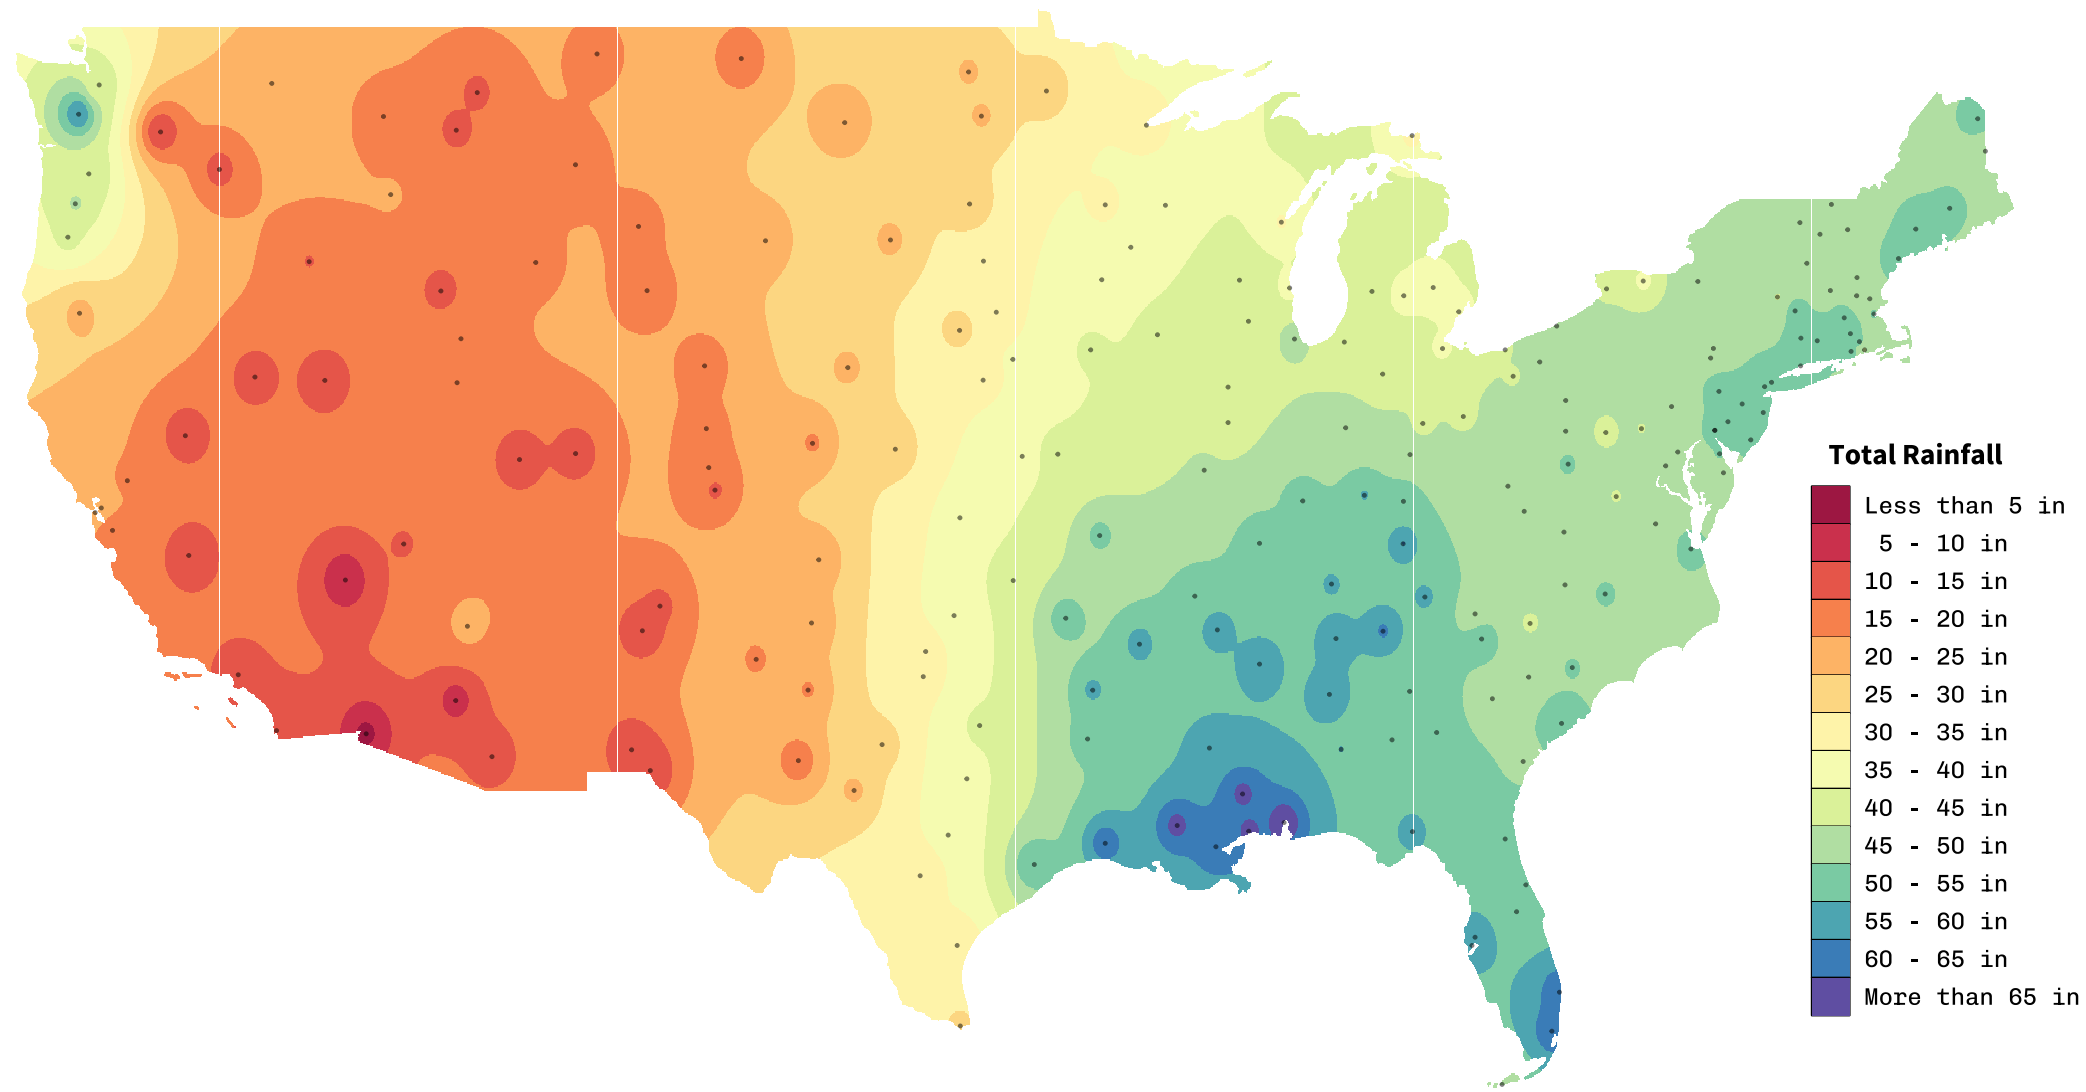 Total Rainfall
Less than 5 in
5 - 10 in
10 - 15 in
15 - 20 in
20 - 25 in
25 - 30 in
30 - 35 in
35 - 40 in
40 - 45 in
45 - 50 in
50 - 55 in
55 - 60 in
60 - 65 in
More than 65 in